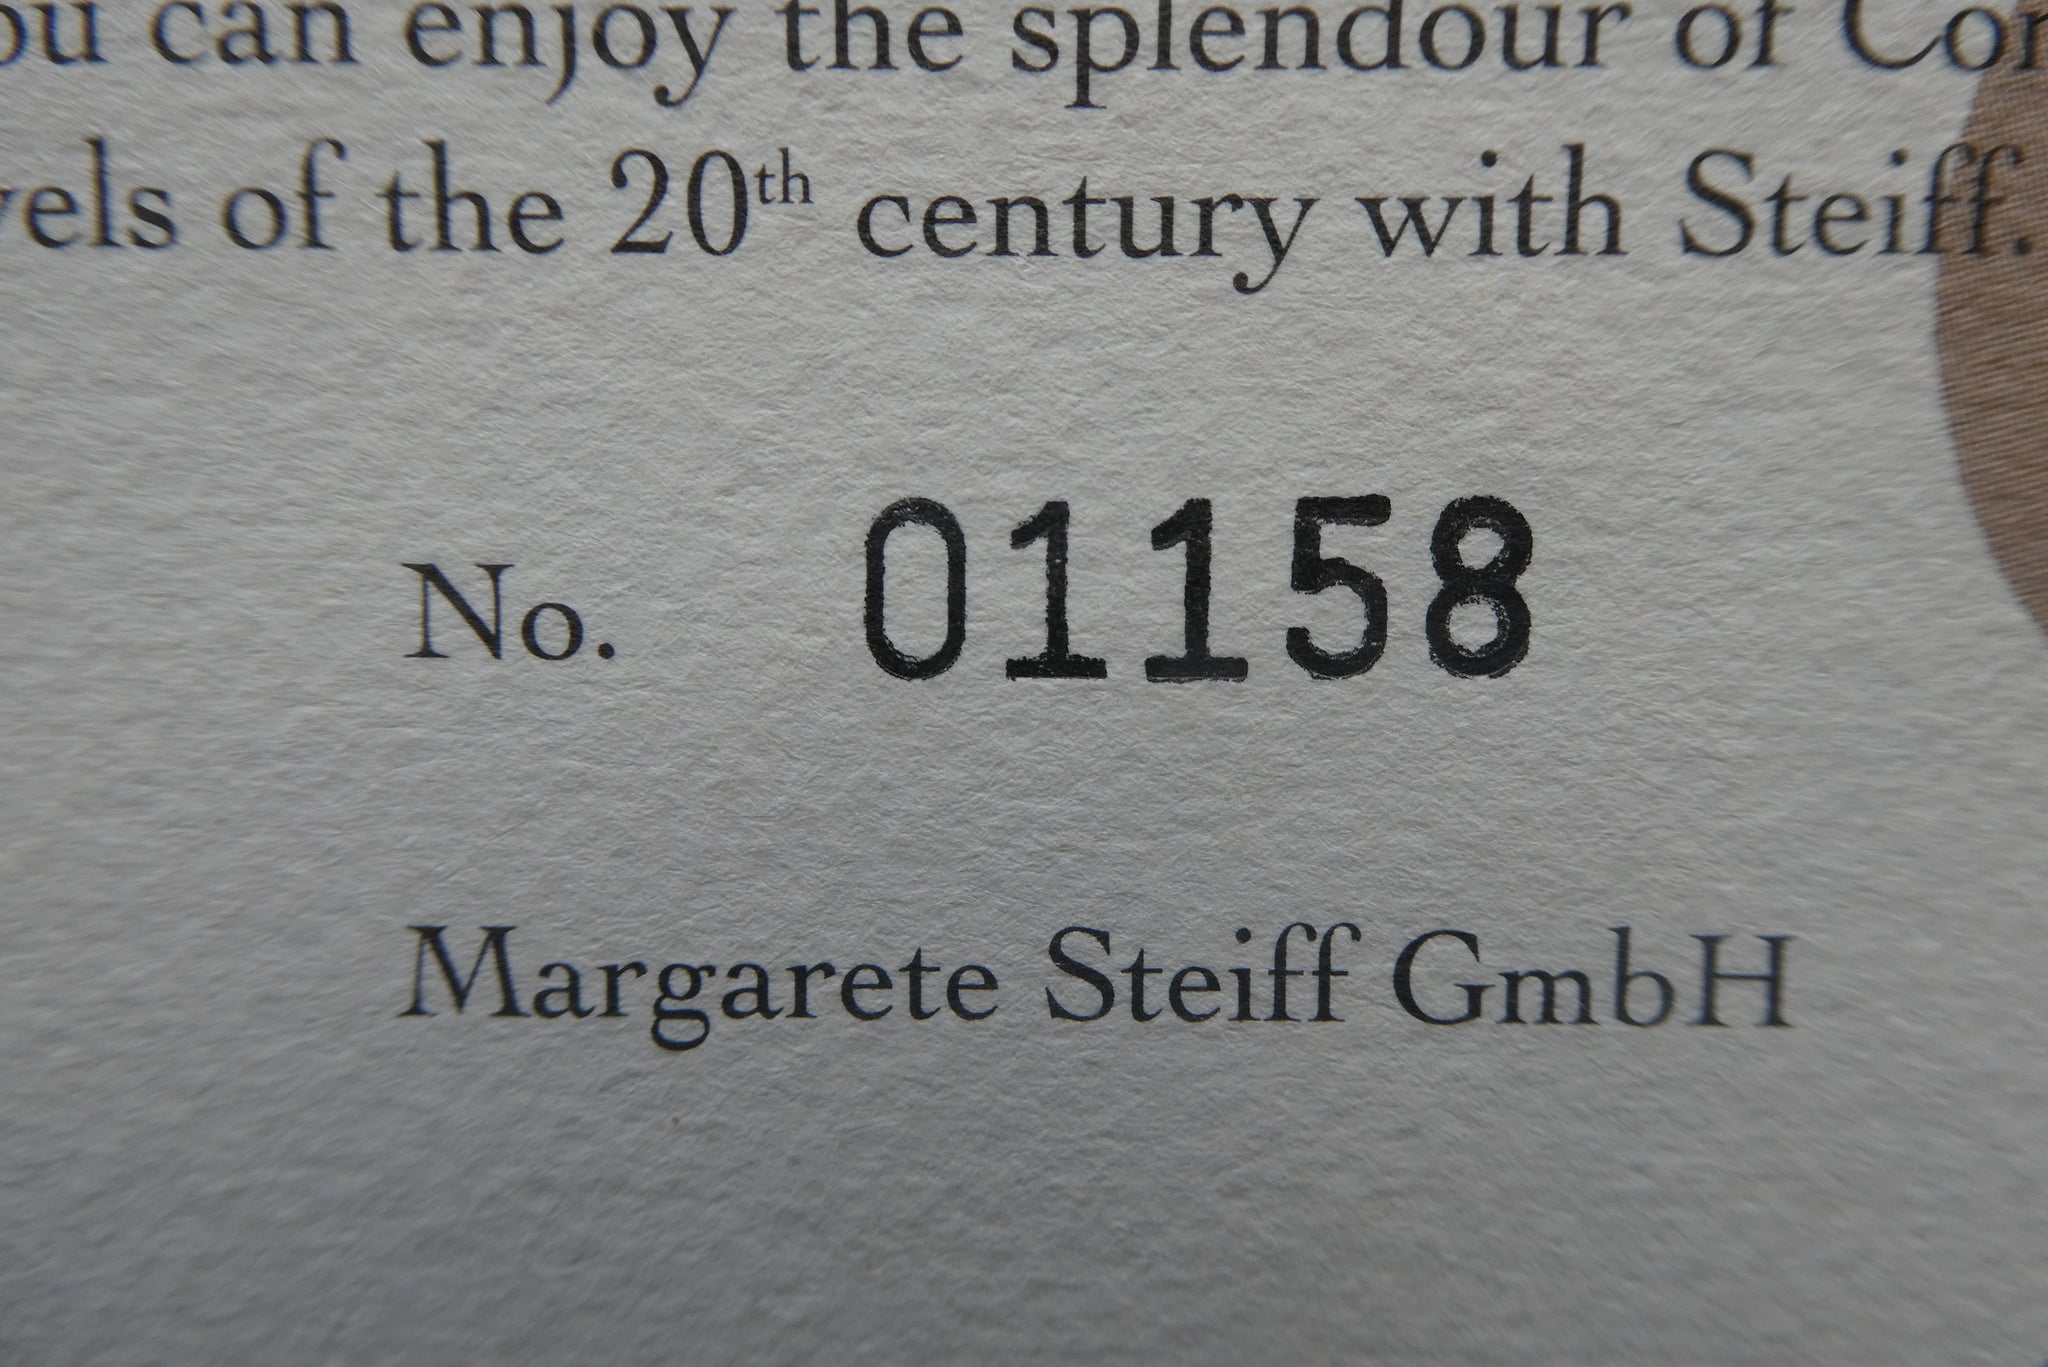 can enjoy the splendour of
of the 20th century with Steiff.
No. 01158
Margarete Steiff GmbH